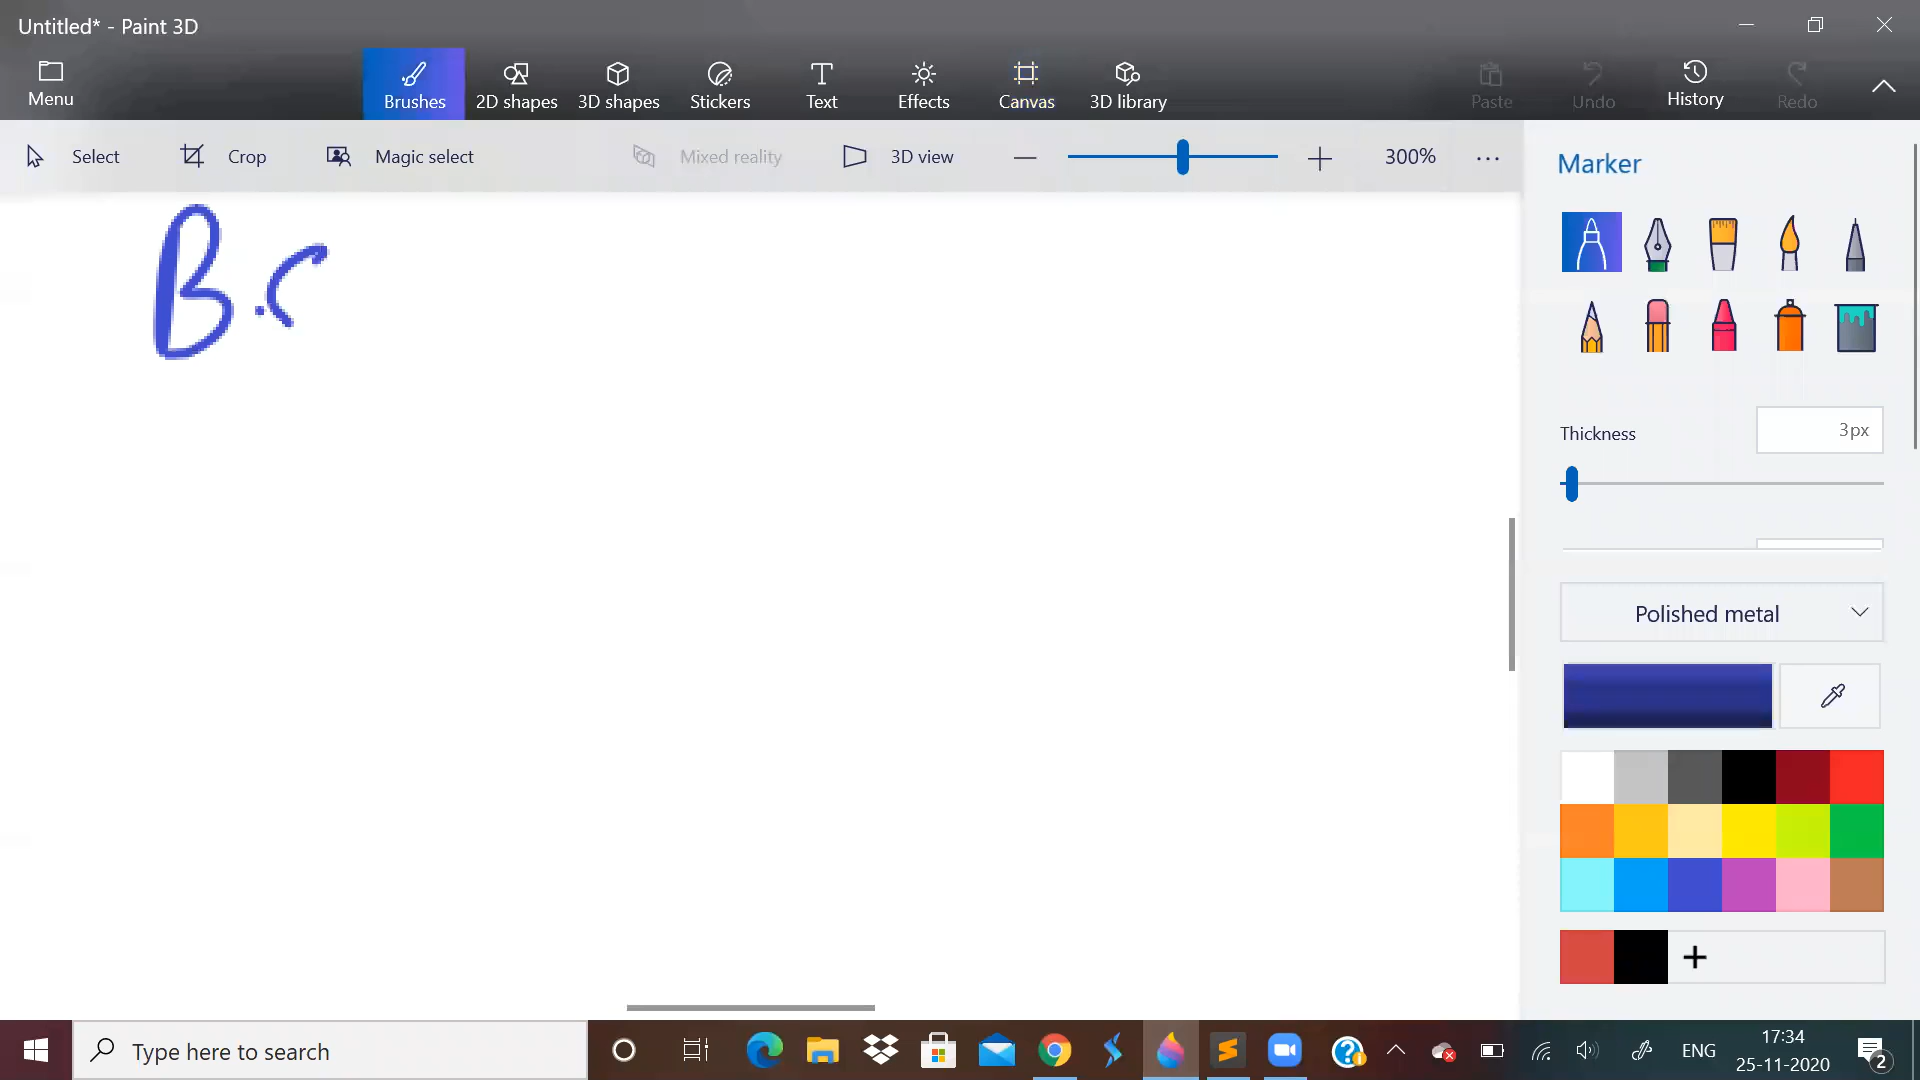 Untitled* - Paint 3D
Menu
Brushes
2D shapes
3D shapes
Stickers
Text
Effects
Canvas
3D library
Paste
Undo
History
Redo
Select
Crop
Magic select
Mixed reality
3D view
300%
Marker
B.
Thickness
3px
Polished metal
Type here to search
ENG
17:34
25-11-2020
2